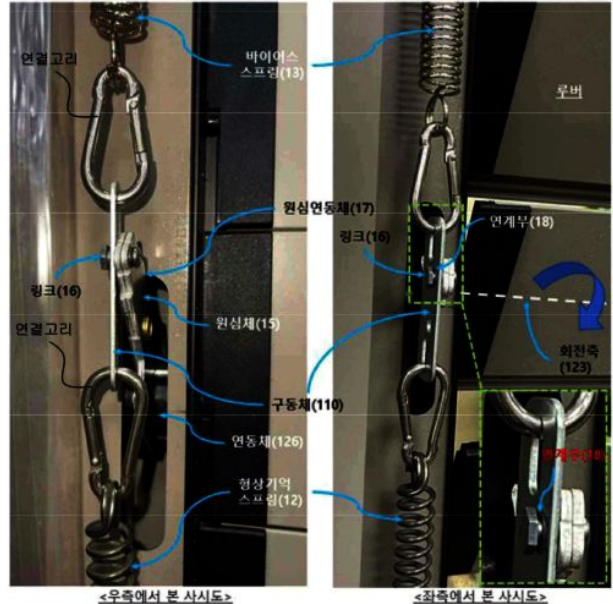 연결고리
바이어스
스프링(13)
루버
원심연동체(17)
연계부(18)
링크(16)
링크(16)
원심체(15)
연결고리
회전축
(123)
구동체(110)
연동체(126)
연계부(18)
형상기억
스프링(12)
<우측에서 본 사시도>
<좌측에서 본 사시도>